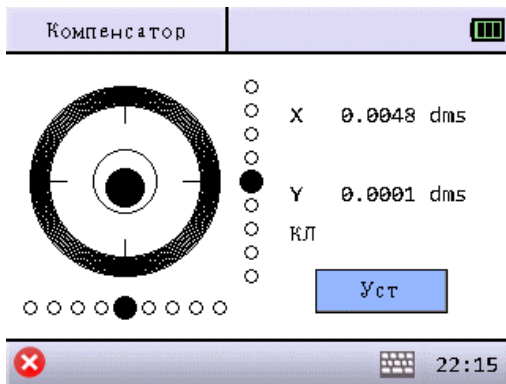 Компенсатор
X 0.0048 dms
Y 0.0001 dms
КЛ
Уст
22:15